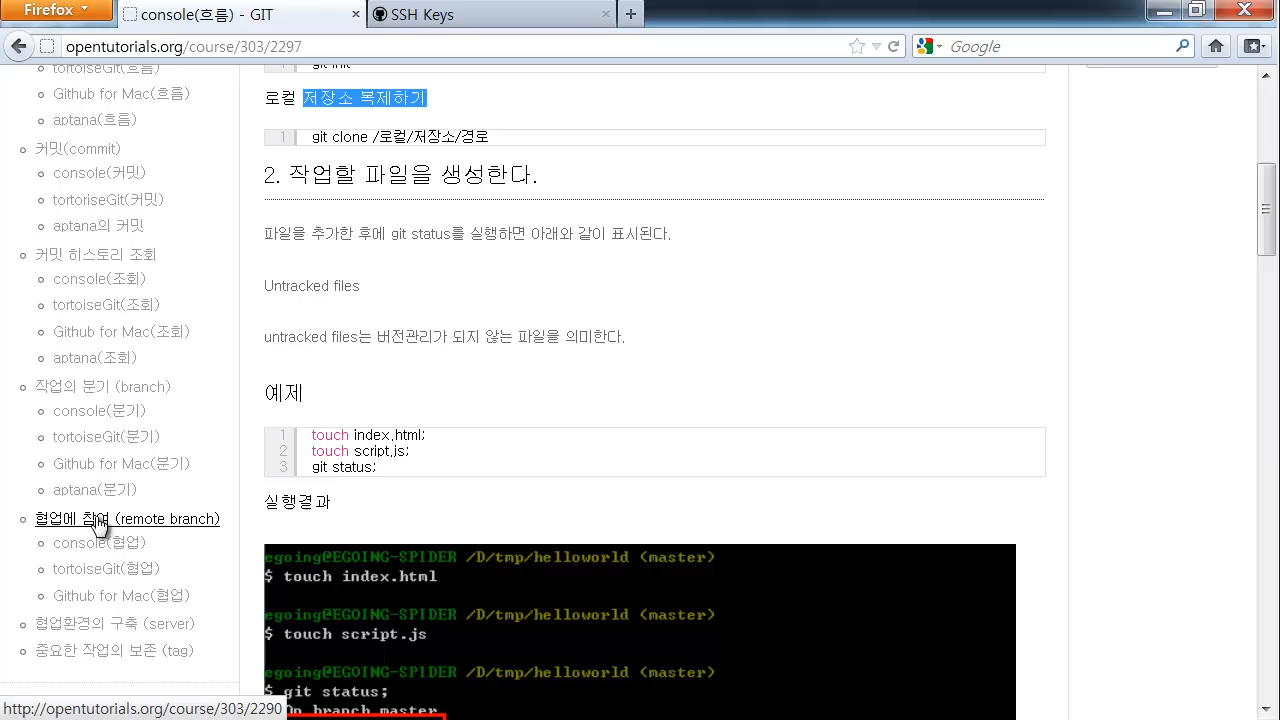 Firefox
console(흐름) - GIT
SSH Keys
opentutorials.org/course/303/2297
Google
tortoiseGit(흐름)
Github for Mac(흐름)
aptana(흐름)
커밋(commit)
console(커밋)
tortoriseGit(커밋)
aptana의 커밋
커밋 히스토리 조회
console(조회)
tortoiseGit(조회)
Github for Mac(조회)
aptana(조회)
작업의 분기 (branch)
console(분기)
tortoiseGit(분기)
Github for Mac(분기)
aptana(분기)
협업에 참여 (remote branch)
console(협업)
tortoiseGit(협업)
Github for Mac(협업)
협업환경의 구축 (server)
중요한 작업의 보존 (tag)
git init
로컬 저장소 복제하기
1 git clone /로컬/저장소/경로
2. 작업할 파일을 생성한다.
파일을 추가한 후에 git status를 실행하면 아래와 같이 표시된다.
Untracked files
untracked files는 버전관리가 되지 않는 파일을 의미한다.
예제
1 touch index.html;
2 touch script.js;
3 git status;
실행결과
egoing@EGOING-SPIDER /D/tmp/helloworld (master)
$ touch index.html
egoing@EGOING-SPIDER /D/tmp/helloworld (master)
$ touch script.js
egoing@EGOING-SPIDER /D/tmp/helloworld (master)
$ git status;
On branch master
http://opentutorials.org/course/303/2290